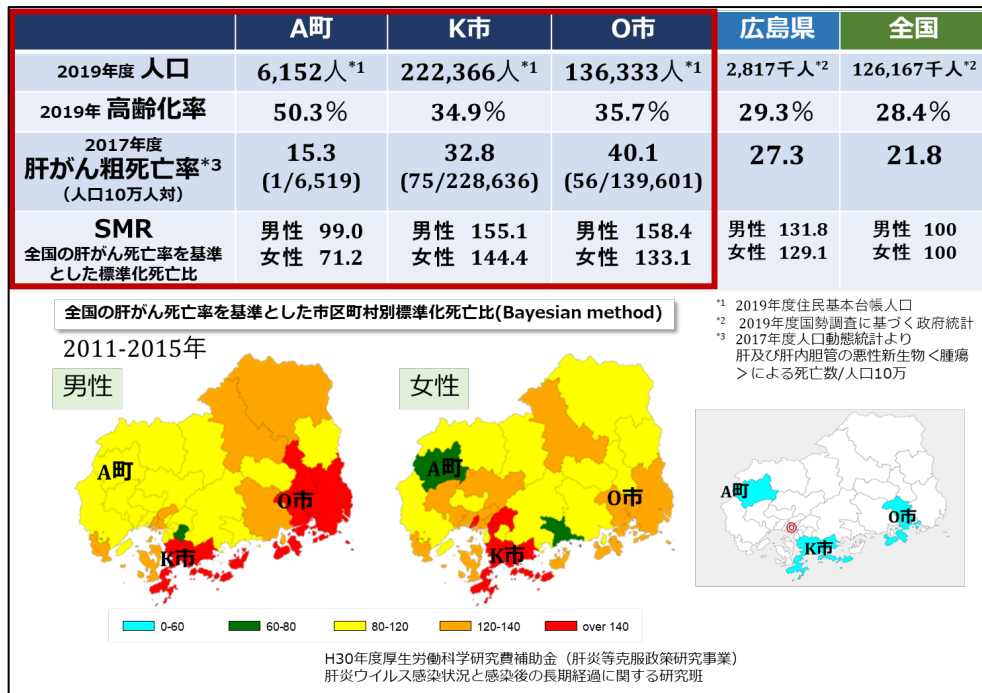 A町 K市 O市 広島県 全国
2019年度 人口 6,152人*1 222,366人*1 136,333人*1 2,817千人*2 126,167千人*2
2019年 高齢化率 50.3% 34.9% 35.7% 29.3% 28.4%
2017年度
肝がん粗死亡率*3
（人口10万人対）
15.3 32.8 40.1 27.3 21.8
(1/6,519) (75/228,636) (56/139,601)
SMR
全国の肝がん死亡率を基準
とした標準化死亡比
男性 99.0 男性 155.1 男性 158.4 男性 131.8 男性 100
女性 71.2 女性 144.4 女性 133.1 女性 129.1 女性 100
全国の肝がん死亡率を基準とした市区町村別標準化死亡比(Bayesian method)
*1 2019年度住民基本台帳人口
*2 2019年度国勢調査に基づく政府統計
*3 2017年度人口動態統計より
肝及び肝内胆管の悪性新生物＜腫瘍
＞による死亡数/人口10万
2011-2015年
男性
女性
A町
O市
K市
A町
O市
K市
A町
O市
K市
0-60 60-80 80-120 120-140 over 140
H30年度厚生労働科学研究費補助金（肝炎等克服政策研究事業）
肝炎ウイルス感染状況と感染後の長期経過に関する研究班